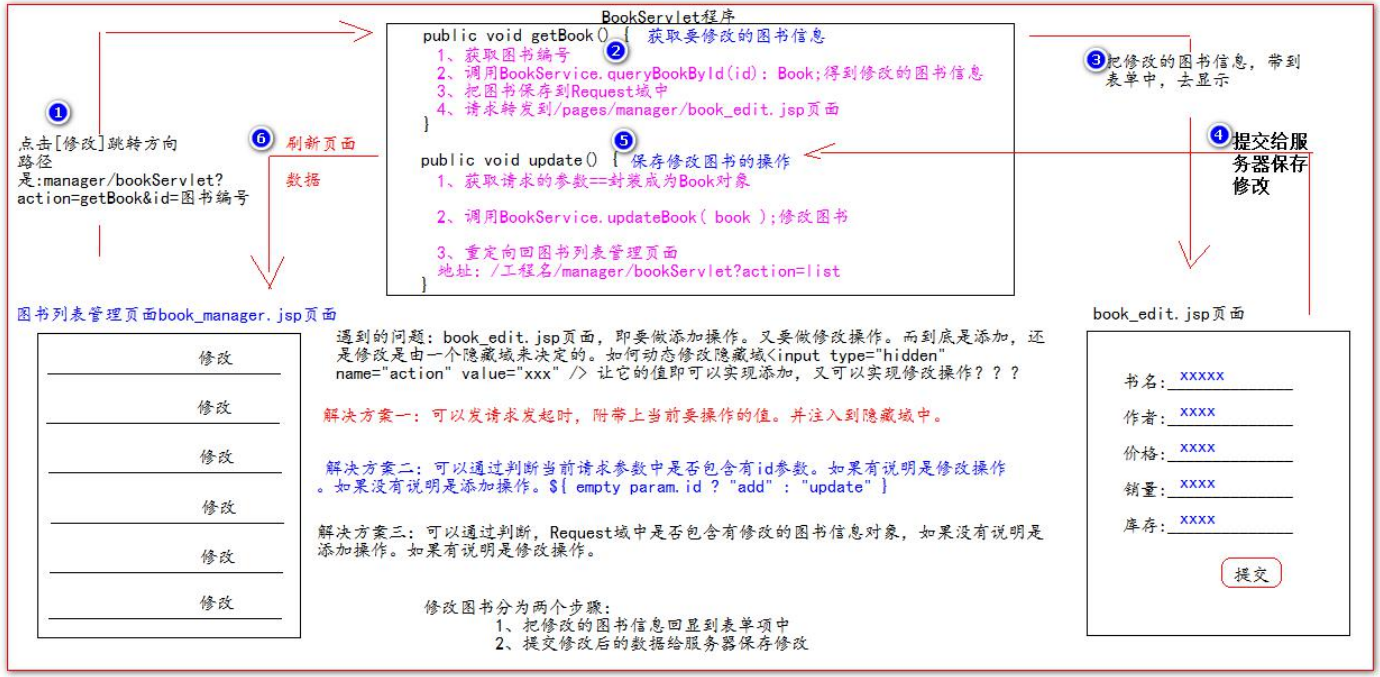 BookServlet程序
public void getBook() { 获取要修改的图书信息
2
1、获取图书编号
2、调用BookService.queryBookById(id): Book;得到修改的图书信息
3、把图书保存到Request域中
4、请求转发到/pages/manager/book_edit.jsp页面
}
3
把修改的图书信息, 带到
表单中, 去显示
1
点击[修改]跳转方向
路径
是:manager/bookServlet?
action=getBook&id=图书编号
6
刷新页面
数据
5
public void update() { 保存修改图书的操作
1、获取请求的参数==封装成为Book对象
2、调用BookService.updateBook( book );修改图书
3、重定向回图书列表管理页面
地址: /工程名/manager/bookServlet?action=list
}
4
提交给服
务器保存
修改
图书列表管理页面book_manager.jsp页面
修改
修改
修改
修改
修改
修改
遇到的问题: book_edit.jsp页面, 即要做添加操作。又要做修改操作。而到底是添加, 还
是修改是由一个隐藏域来决定的。如何动态修改隐藏域<input type="hidden"
name="action" value="xxx" /> 让它的值即可以实现添加, 又可以实现修改操作? ? ?
解决方案一: 可以发请求发起时, 附带上当前要操作的值。并注入到隐藏域中。
解决方案二: 可以通过判断当前请求参数中是否包含有id参数。如果有说明是修改操作
。如果没有说明是添加操作。${ empty param.id ? "add" : "update" }
解决方案三: 可以通过判断, Request域中是否包含有修改的图书信息对象, 如果没有说明是
添加操作。如果有说明是修改操作。
修改图书分为两个步骤:
1、把修改的图书信息回显到表单项中
2、提交修改后的数据给服务器保存修改
book_edit.jsp页面
书名: xxxxx
作者: xxxx
价格: xxxx
销量: xxxx
库存: xxxx
提交